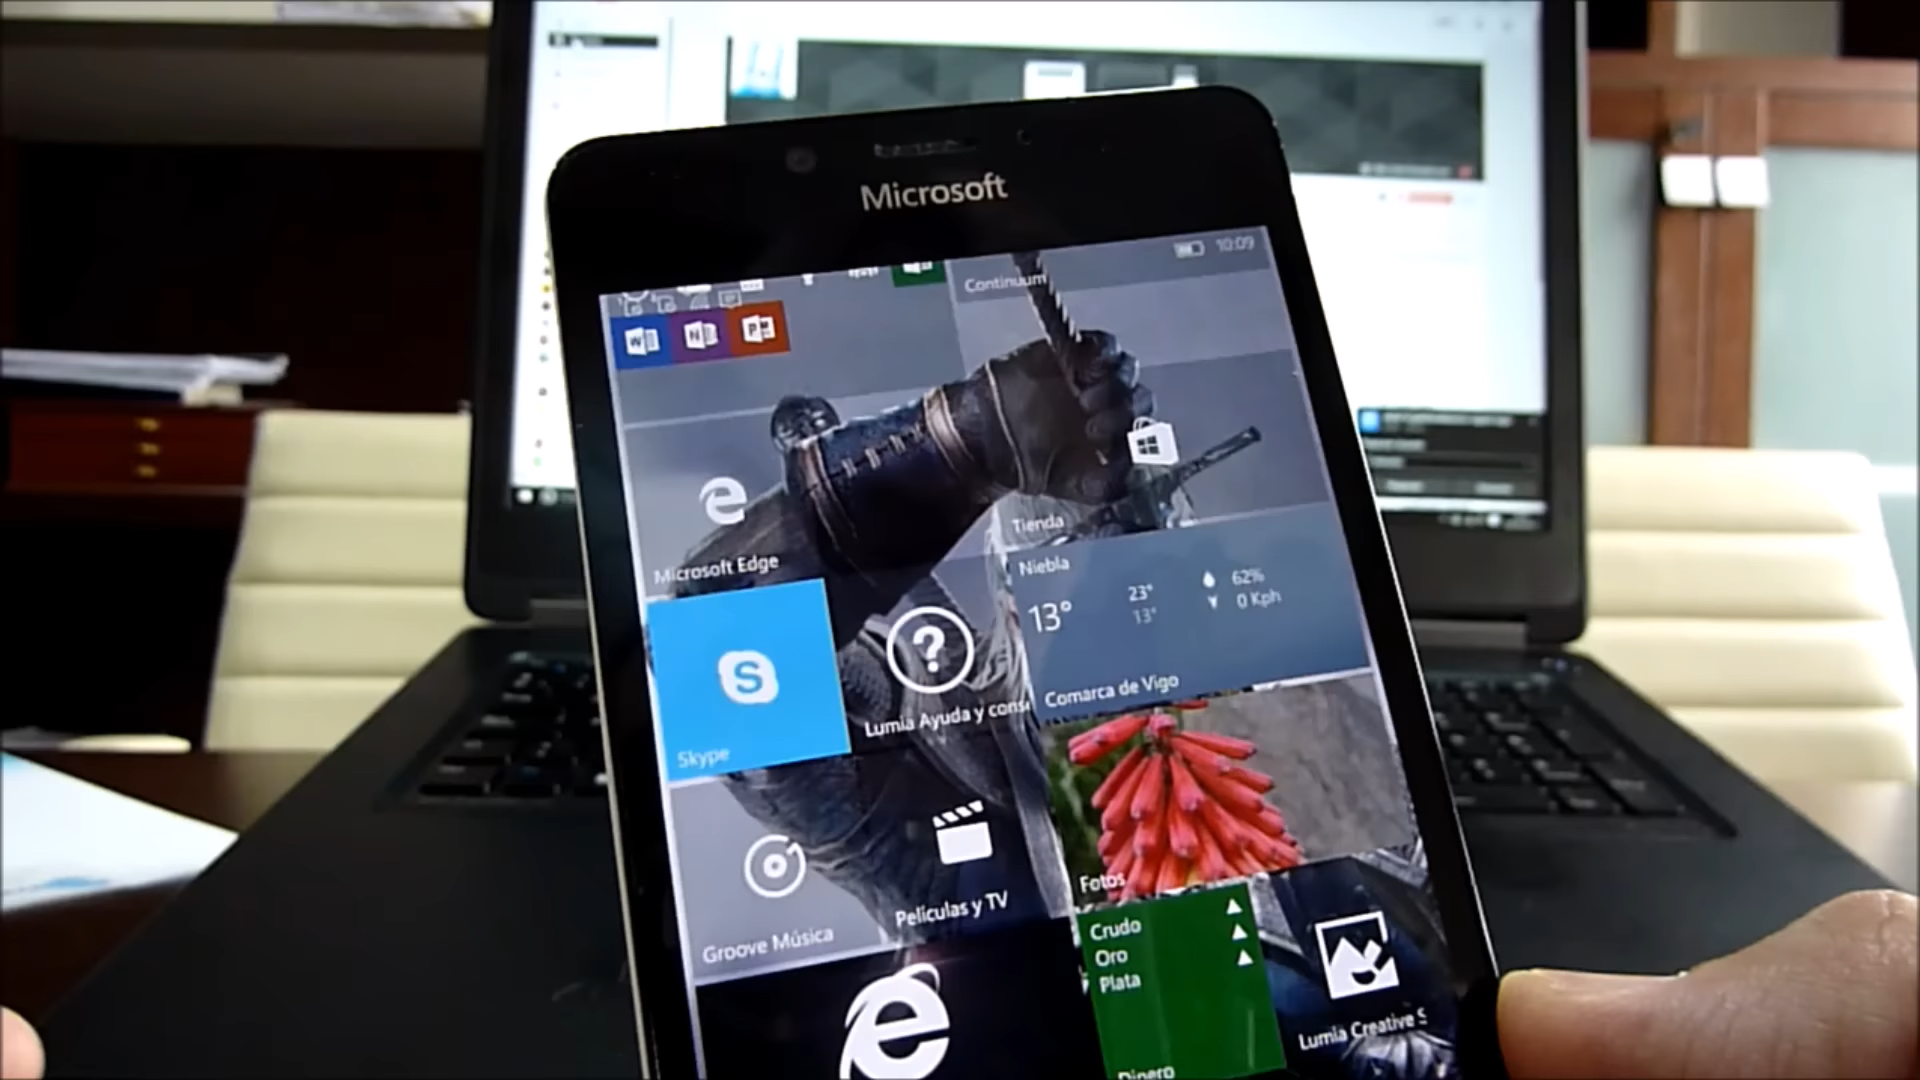 Microsoft
10:09
Continuum
W
N
P
Microsoft Edge
Tienda
Niebla
13°
23°
13°
62%
0 Kph
Comarca de Vigo
S
Skype
?
Lumia Ayuda y cons
Fotos
Groove Música
Películas y TV
Crudo
Oro
Plata
Dinero
Lumia Creative S